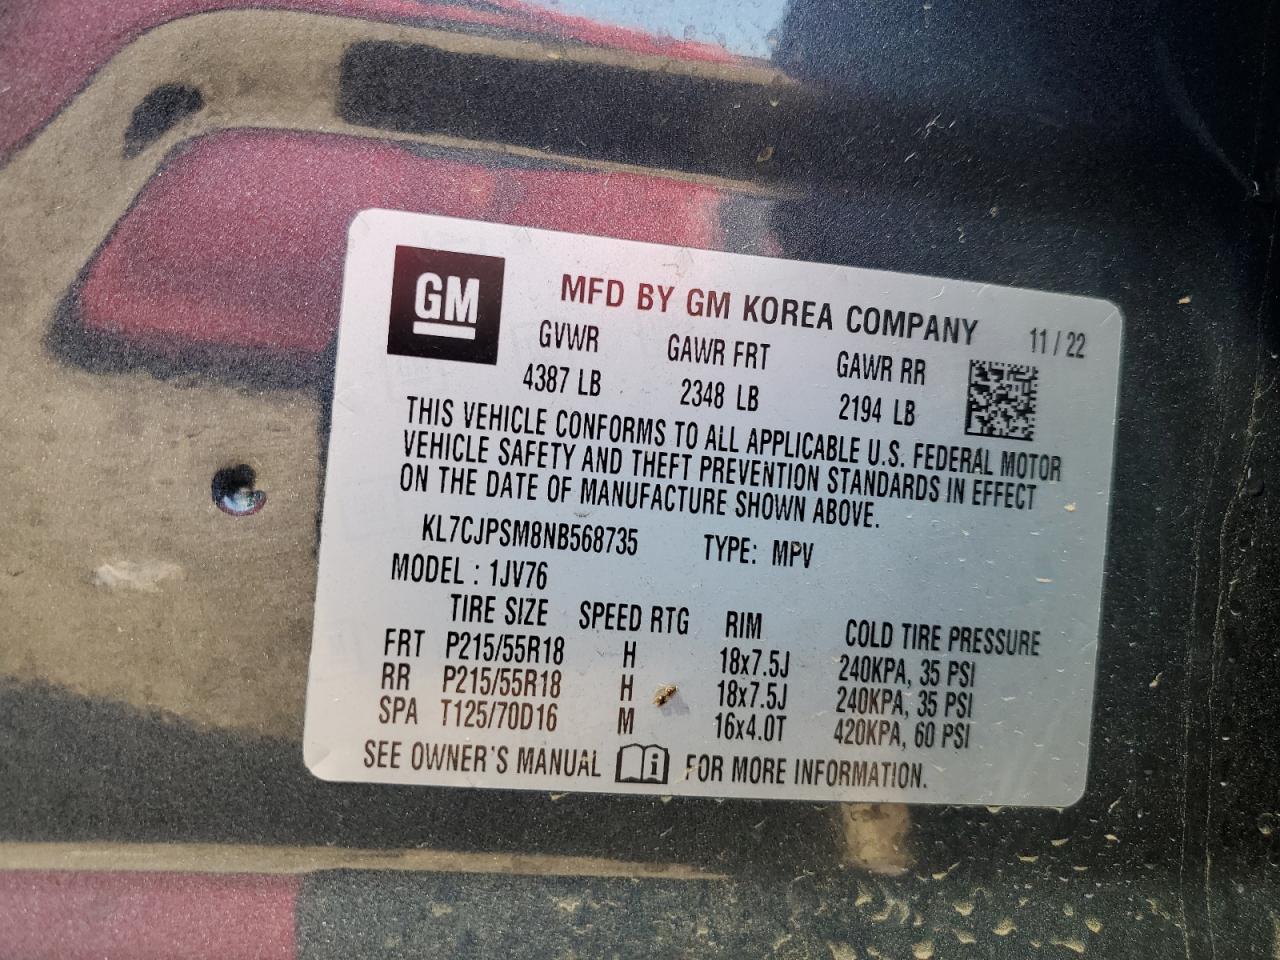 GM
MFD BY GM KOREA COMPANY 11 / 22
GVWR GAWR FRT GAWR RR
4387 LB 2348 LB 2194 LB
THIS VEHICLE CONFORMS TO ALL APPLICABLE U.S. FEDERAL MOTOR
VEHICLE SAFETY AND THEFT PREVENTION STANDARDS IN EFFECT
ON THE DATE OF MANUFACTURE SHOWN ABOVE.
KL7CJPSM8NB568735 TYPE: MPV
MODEL : 1JV76
TIRE SIZE SPEED RTG RIM COLD TIRE PRESSURE
FRT P215/55R18 H 18x7.5J 240KPA, 35 PSI
RR P215/55R18 H 18x7.5J 240KPA, 35 PSI
SPA T125/70D16 M 16x4.0T 420KPA, 60 PSI
SEE OWNER'S MANUAL i FOR MORE INFORMATION.